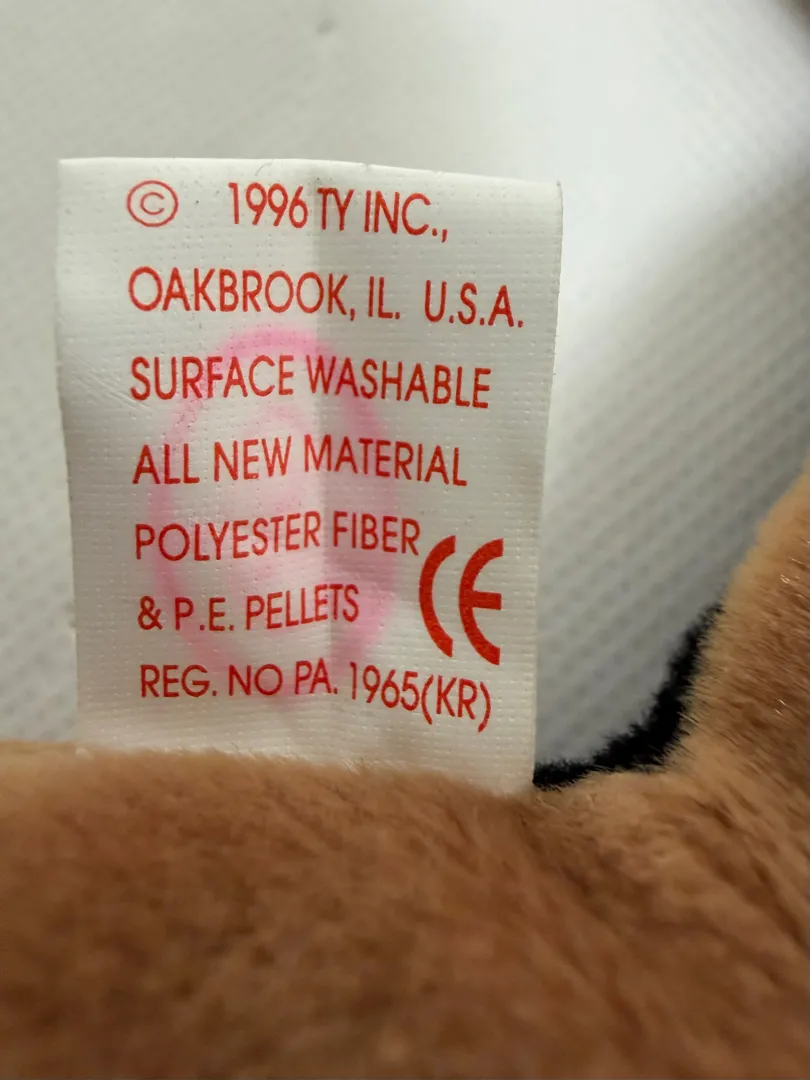 © 1996 TY INC.,
OAKBROOK, IL. U.S.A.
SURFACE WASHABLE
ALL NEW MATERIAL
POLYESTER FIBER
& P.E. PELLETS CE
REG. NO PA. 1965(KR)